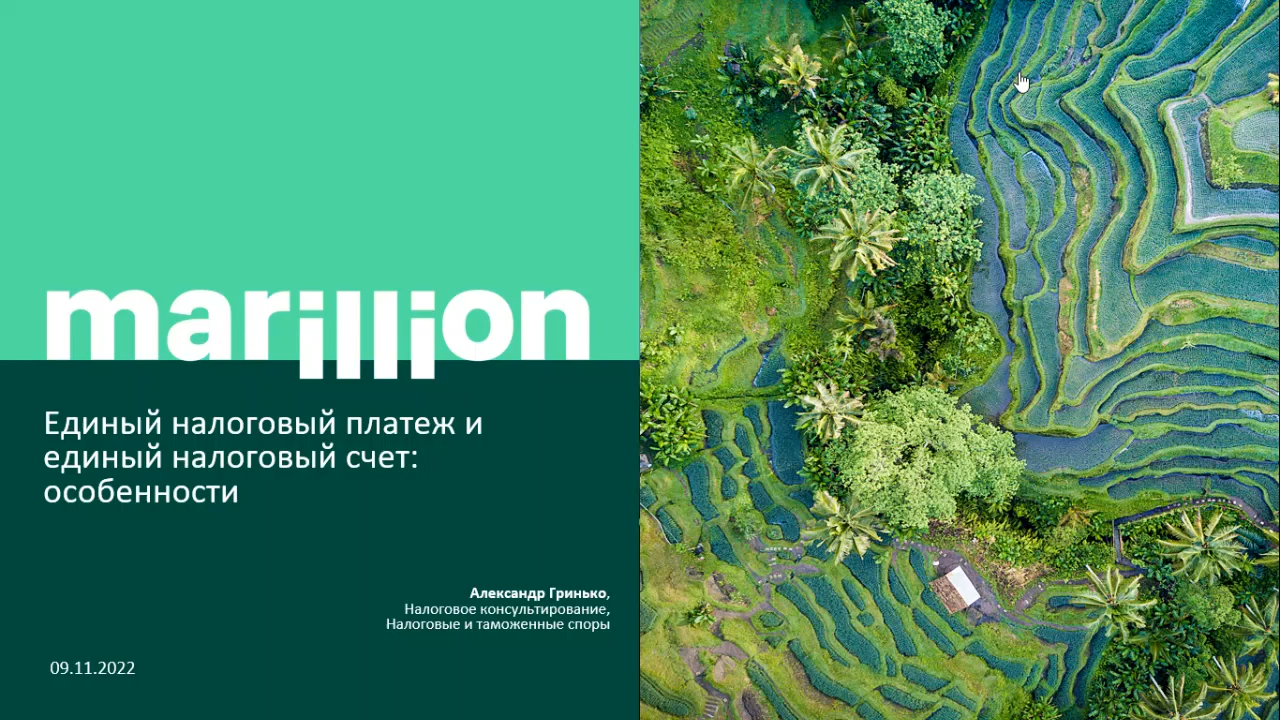 marillion
Единый налоговый платеж и
единый налоговый счет:
особенности
Александр Гринько,
Налоговое консультирование,
Налоговые и таможенные споры
09.11.2022